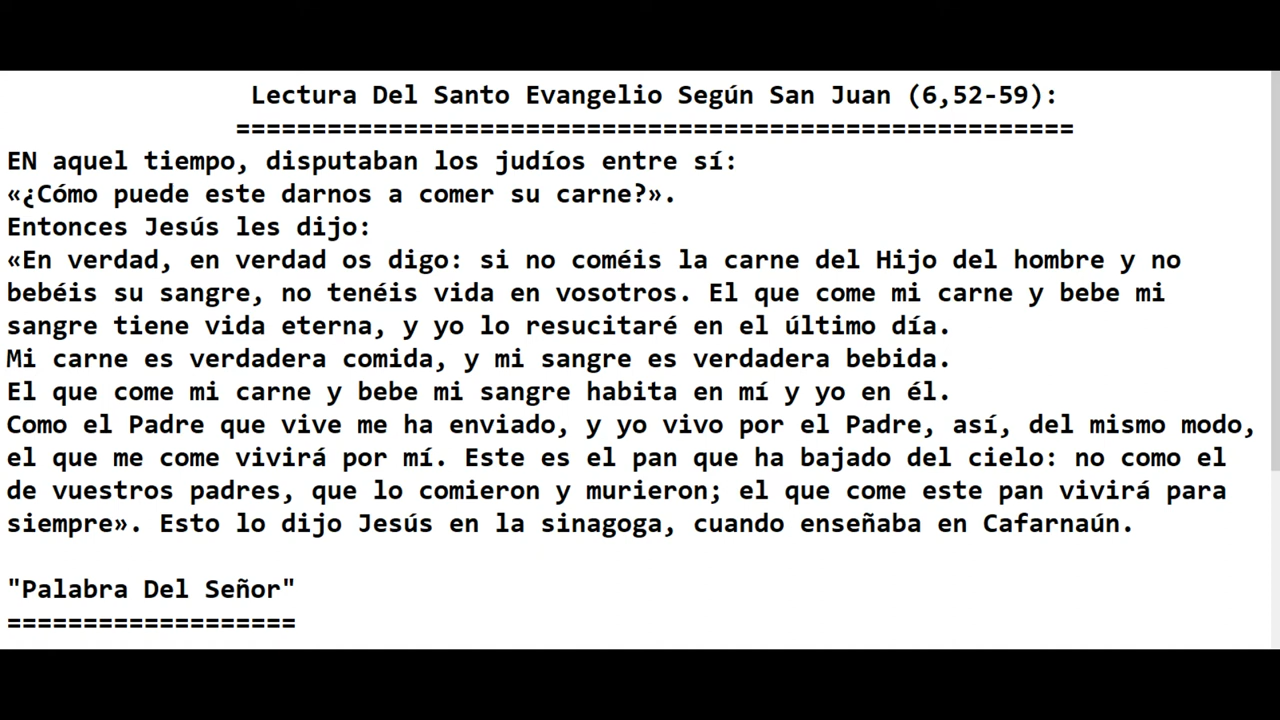 Lectura Del Santo Evangelio Según San Juan (6,52-59):
=======================================================
EN aquel tiempo, disputaban los judíos entre sí:
«¿Cómo puede este darnos a comer su carne?».
Entonces Jesús les dijo:
«En verdad, en verdad os digo: si no coméis la carne del Hijo del hombre y no
bebéis su sangre, no tenéis vida en vosotros. El que come mi carne y bebe mi
sangre tiene vida eterna, y yo lo resucitaré en el último día.
Mi carne es verdadera comida, y mi sangre es verdadera bebida.
El que come mi carne y bebe mi sangre habita en mí y yo en él.
Como el Padre que vive me ha enviado, y yo vivo por el Padre, así, del mismo modo,
el que me come vivirá por mí. Este es el pan que ha bajado del cielo: no como el
de vuestros padres, que lo comieron y murieron; el que come este pan vivirá para
siempre». Esto lo dijo Jesús en la sinagoga, cuando enseñaba en Cafarnaún.
"Palabra Del Señor"
===================